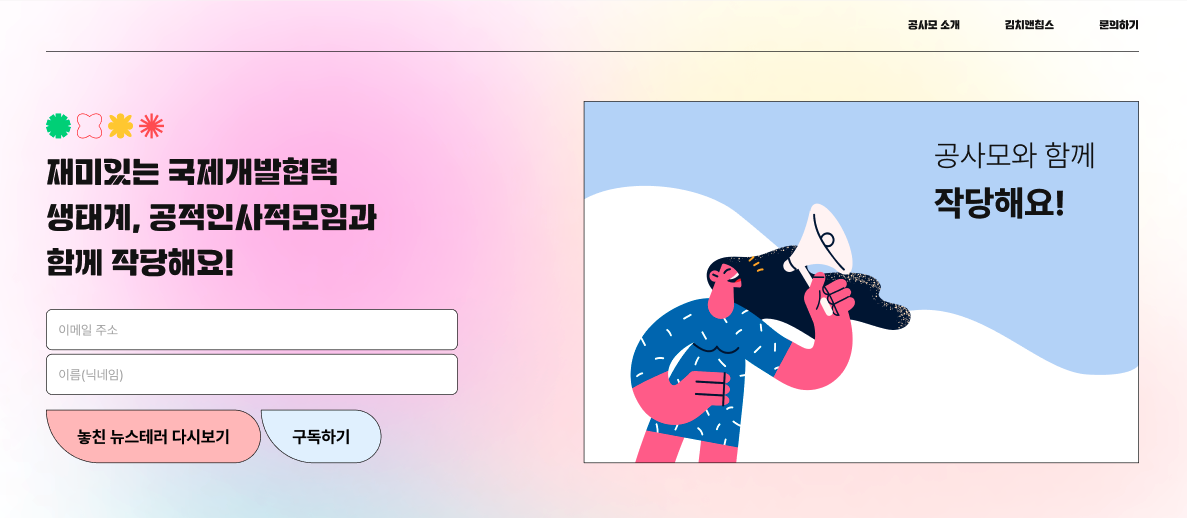 공사모 소개
김치앤칩스
문의하기
재미있는 국제개발협력
생태계, 공적인사적모임과
함께 작당해요!
이메일 주소
이름(닉네임)
놓친 뉴스테러 다시보기
구독하기
공사모와 함께
작당해요!